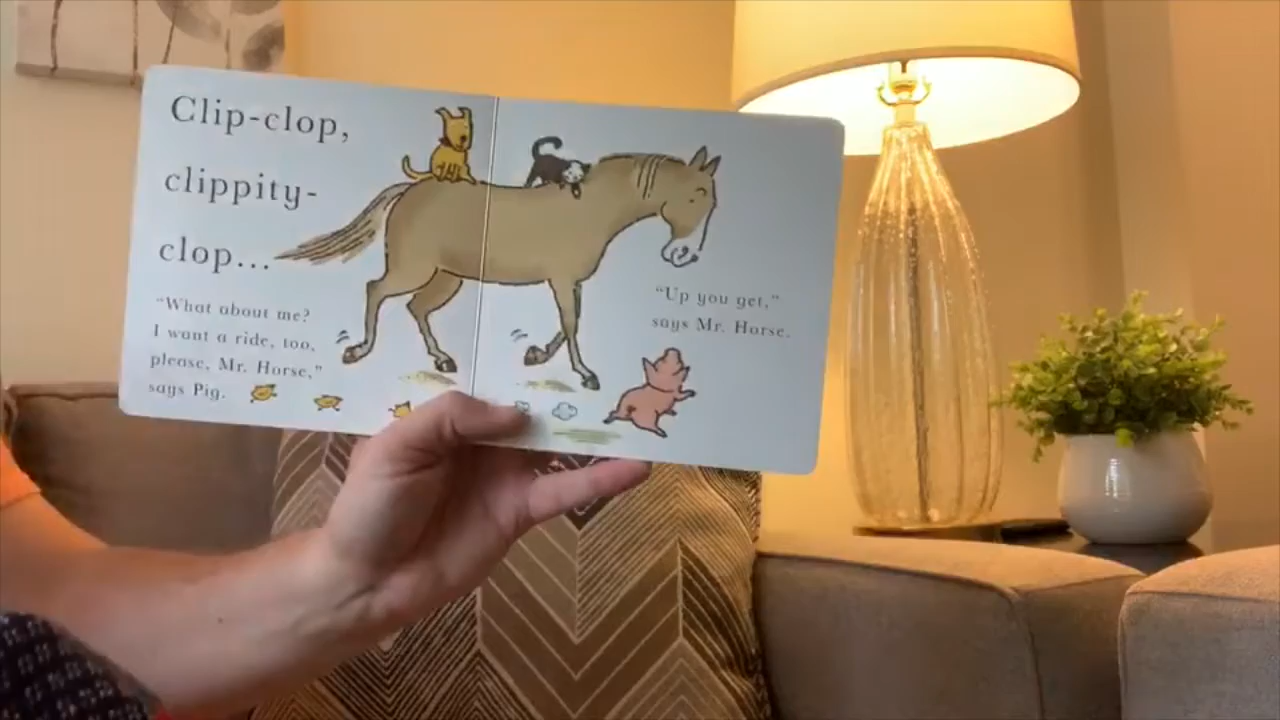 Clip-clop,
clippity-
clop...
"What about me?
I want a ride, too,
please, Mr. Horse,"
says Pig.
"Up you get,"
says Mr. Horse.